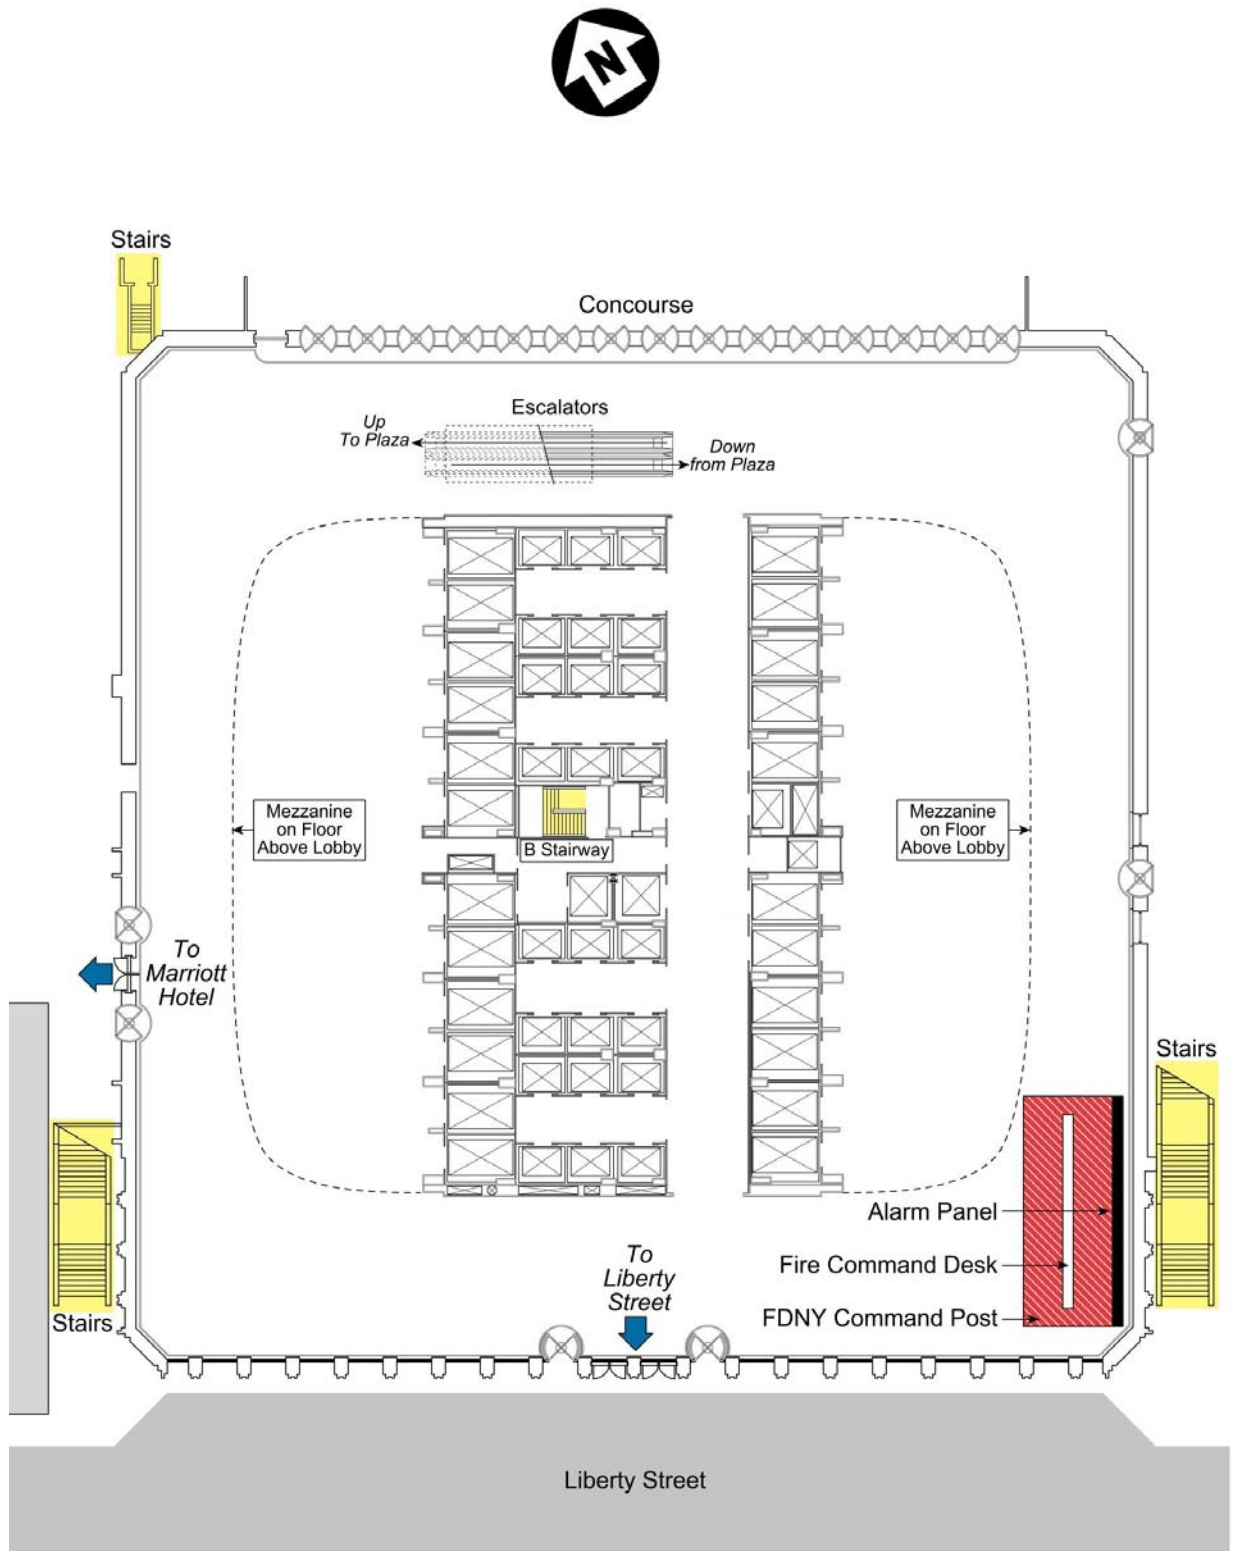 N
Stairs
Concourse
Escalators
Up
To Plaza
Down
from Plaza
Mezzanine
on Floor
Above Lobby
Mezzanine
on Floor
Above Lobby
B Stairway
To
Marriott
Hotel
Stairs
Alarm Panel
To
Liberty
Street
Fire Command Desk
FDNY Command Post
Stairs
Liberty Street